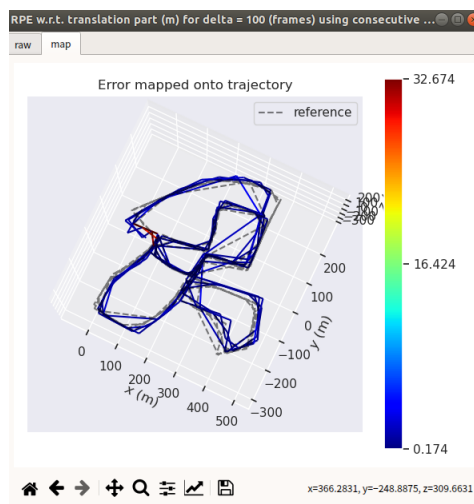 RPE w.r.t. translation part (m) for delta = 100 (frames) using consecutive ...
raw map
Error mapped onto trajectory
reference
32.674
16.424
0.174
200
100
0
−100
−200
−300
y (m)
0
100
200
300
400
500
x (m)
x=366.2831, y=−248.8875, z=309.6631